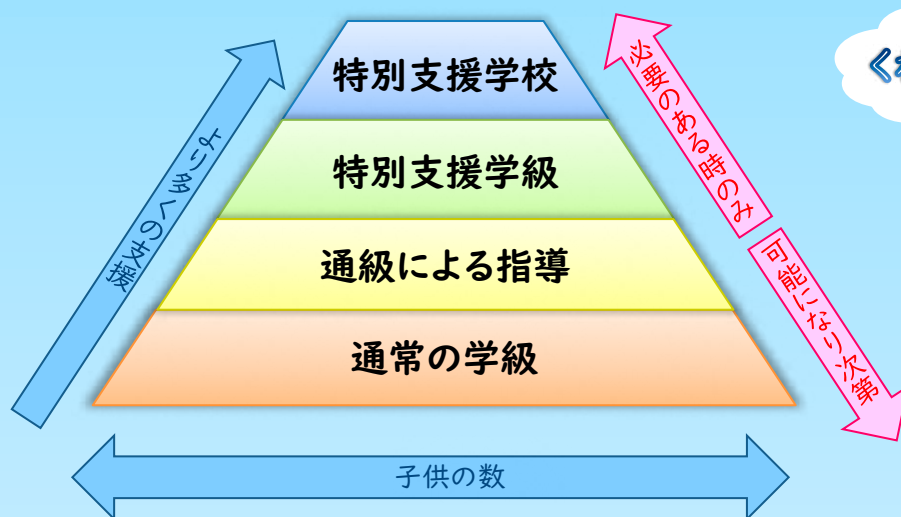 特別支援学校
特別支援学級
通級による指導
通常の学級
より多くの支援
必要のある時のみ
可能になり次第
子供の数